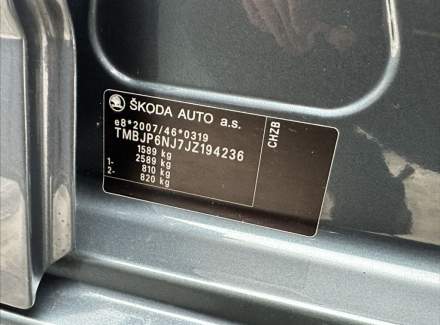 ŠKODA AUTO a.s.
e8*2007/46*0319
TMBJP6NJ7JZ194236
1589 kg
2589 kg
1- 810 kg
2- 820 kg
CHZB